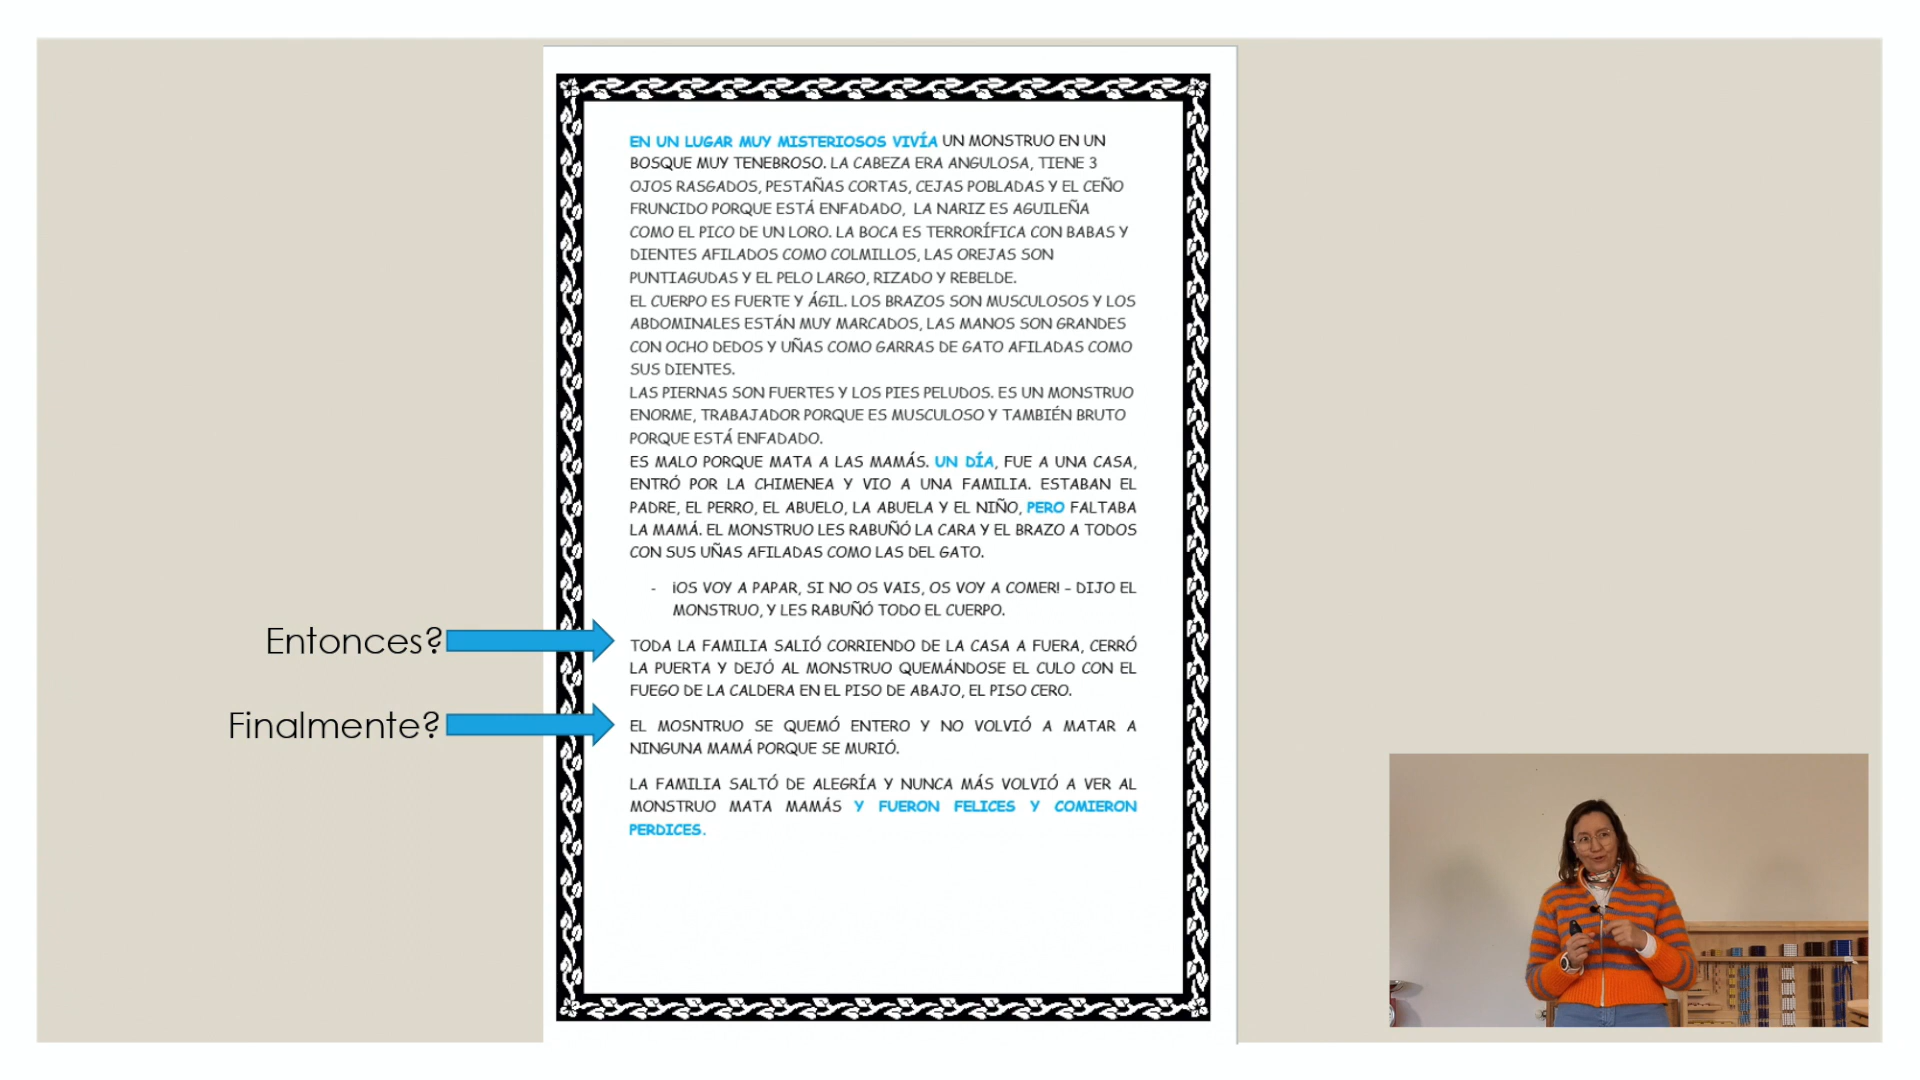 EN UN LUGAR MUY MISTERIOSOS VIVÍA UN MONSTRUO EN UN
BOSQUE MUY TENEBROSO. LA CABEZA ERA ANGULOSA, TIENE 3
OJOS RASGADOS, PESTAÑAS CORTAS, CEJAS POBLADAS Y EL CEÑO
FRUNCIDO PORQUE ESTÁ ENFADADO, LA NARIZ ES AGUILEÑA
COMO EL PICO DE UN LORO. LA BOCA ES TERRORÍFICA CON BABAS Y
DIENTES AFILADOS COMO COLMILLOS, LAS OREJAS SON
PUNTIAGUDAS Y EL PELO LARGO, RIZADO Y REBELDE.
EL CUERPO ES FUERTE Y ÁGIL. LOS BRAZOS SON MUSCULOSOS Y LOS
ABDOMINALES ESTÁN MUY MARCADOS, LAS MANOS SON GRANDES
CON OCHO DEDOS Y UÑAS COMO GARRAS DE GATO AFILADAS COMO
SUS DIENTES.
LAS PIERNAS SON FUERTES Y LOS PIES PELUDOS. ES UN MONSTRUO
ENORME, TRABAJADOR PORQUE ES MUSCULOSO Y TAMBIÉN BRUTO
PORQUE ESTÁ ENFADADO.
ES MALO PORQUE MATA A LAS MAMÁS. UN DÍA, FUE A UNA CASA,
ENTRÓ POR LA CHIMENEA Y VIO A UNA FAMILIA. ESTABAN EL
PADRE, EL PERRO, EL ABUELO, LA ABUELA Y EL NIÑO, PERO FALTABA
LA MAMÁ. EL MONSTRUO LES RABUÑÓ LA CARA Y EL BRAZO A TODOS
CON SUS UÑAS AFILADAS COMO LAS DEL GATO.
- ¡OS VOY A PAPAR, SI NO OS VAIS, OS VOY A COMER! – DIJO EL
MONSTRUO, Y LES RABUÑÓ TODO EL CUERPO.
Entonces?
TODA LA FAMILIA SALIÓ CORRIENDO DE LA CASA A FUERA, CERRÓ
LA PUERTA Y DEJÓ AL MONSTRUO QUEMÁNDOSE EL CULO CON EL
FUEGO DE LA CALDERA EN EL PISO DE ABAJO, EL PISO CERO.
Finalmente?
EL MOSNTRUO SE QUEMÓ ENTERO Y NO VOLVIÓ A MATAR A
NINGUNA MAMÁ PORQUE SE MURIÓ.
LA FAMILIA SALTÓ DE ALEGRÍA Y NUNCA MÁS VOLVIÓ A VER AL
MONSTRUO MATA MAMÁS Y FUERON FELICES Y COMIERON
PERDICES.